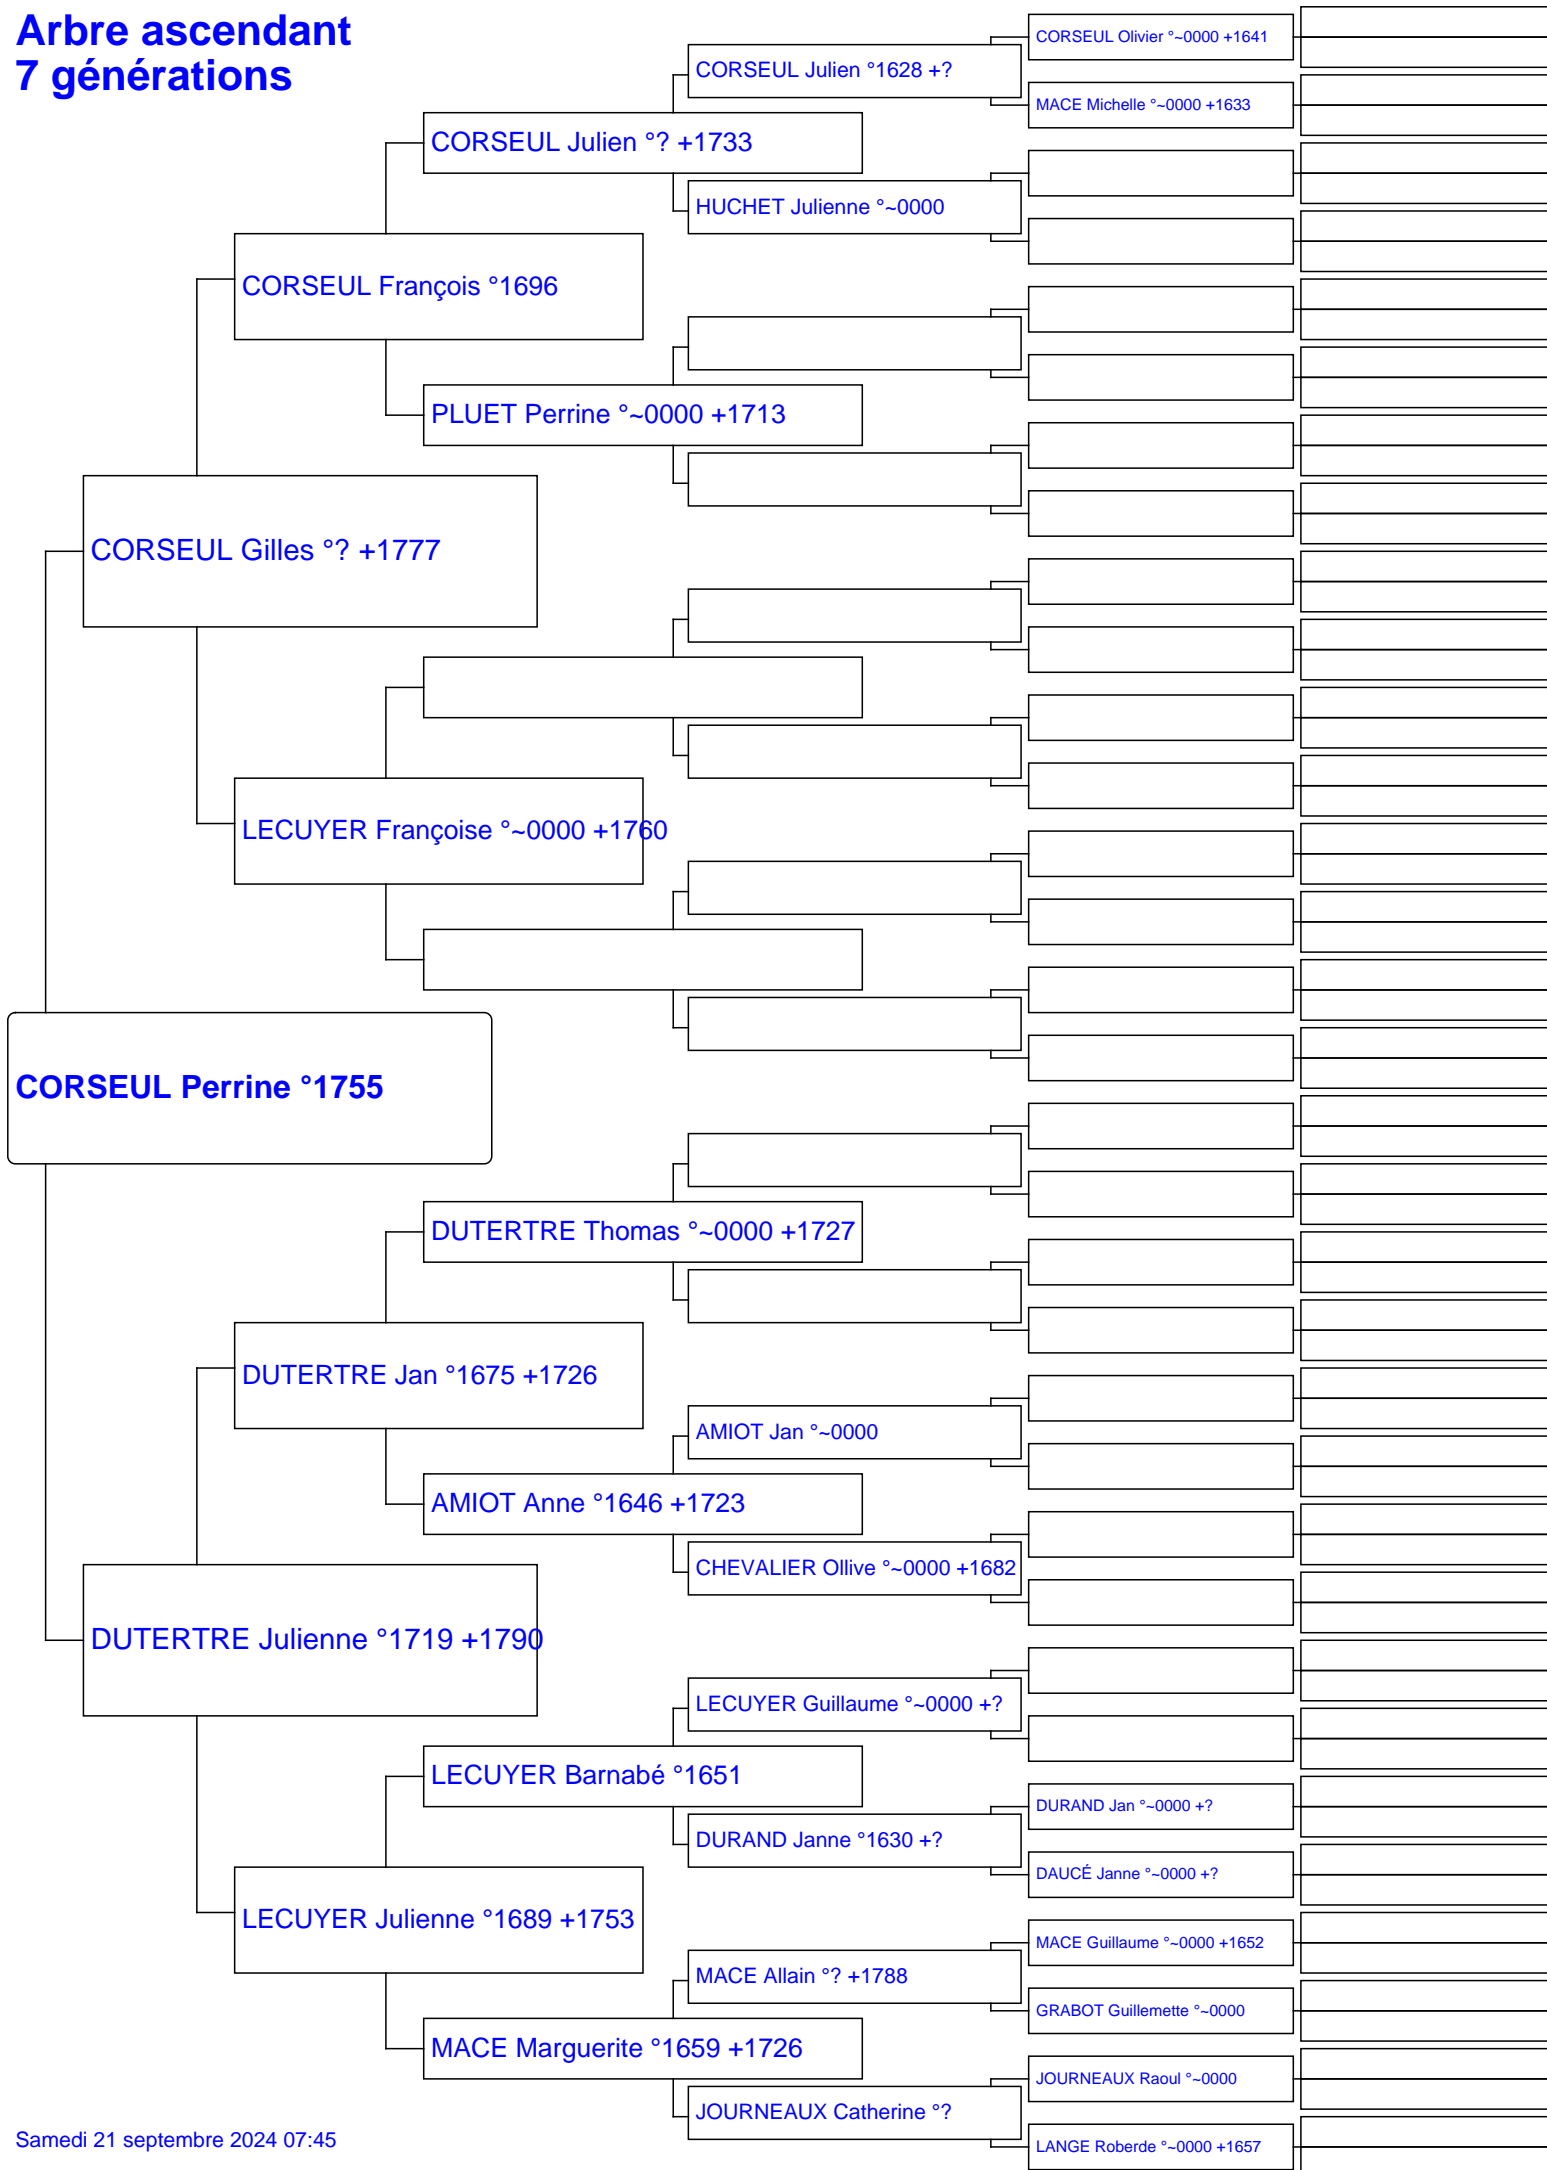 Arbre ascendant
7 générations
CORSEUL Olivier °~0000 +1641
CORSEUL Julien °1628 +?
MACE Michelle °~0000 +1633
CORSEUL Julien °? +1733
HUCHET Julienne °~0000
CORSEUL François °1696
PLUET Perrine °~0000 +1713
CORSEUL Gilles °? +1777
LECUYER Françoise °~0000 +1760
CORSEUL Perrine °1755
DUTERTRE Thomas °~0000 +1727
DUTERTRE Jan °1675 +1726
AMIOT Jan °~0000
AMIOT Anne °1646 +1723
CHEVALIER Ollive °~0000 +1682
DUTERTRE Julienne °1719 +1790
LECUYER Guillaume °~0000 +?
LECUYER Barnabé °1651
DURAND Jan °~0000 +?
DURAND Janne °1630 +?
DAUCÉ Janne °~0000 +?
LECUYER Julienne °1689 +1753
MACE Guillaume °~0000 +1652
MACE Allain °? +1788
GRABOT Guillemette °~0000
MACE Marguerite °1659 +1726
JOURNEAUX Raoul °~0000
JOURNEAUX Catherine °?
LANGE Roberde °~0000 +1657
Samedi 21 septembre 2024 07:45